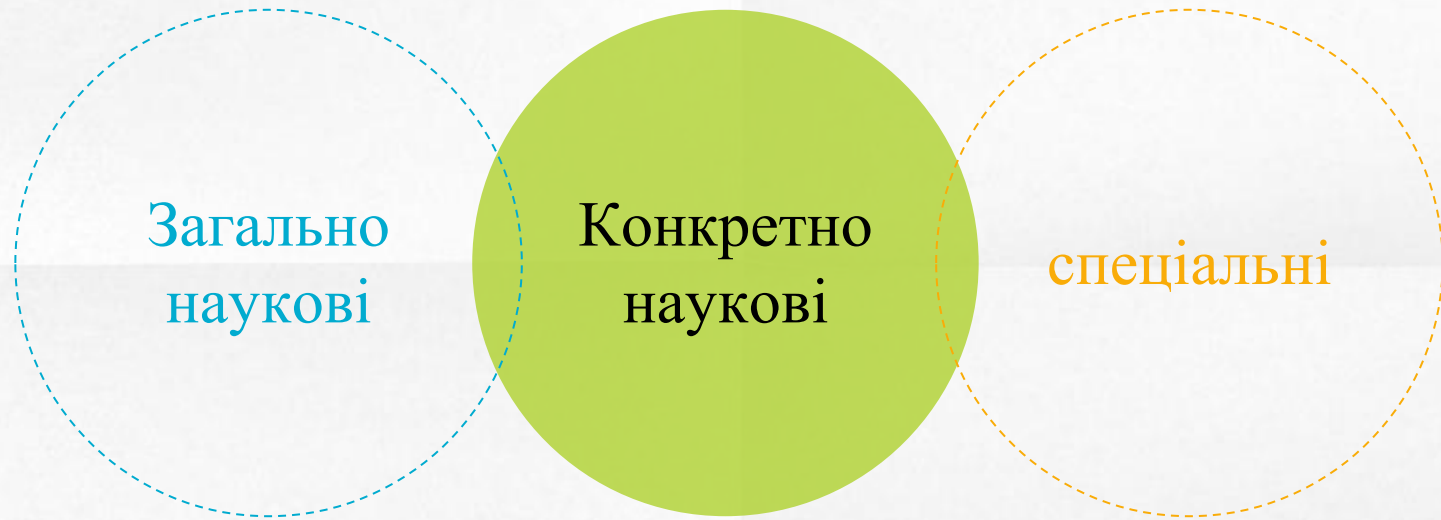 Загально
наукові
Конкретно
наукові
спеціальні